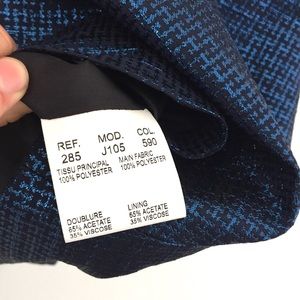 REF. MOD. COL.
285 J105 590
TISSU PRINCIPAL MAIN FABRIC
100% POLYESTER 100% POLYESTER
DOUBLURE LINING
65% ACETATE 65% ACETATE
35% VISCOSE 35% VISCOSE